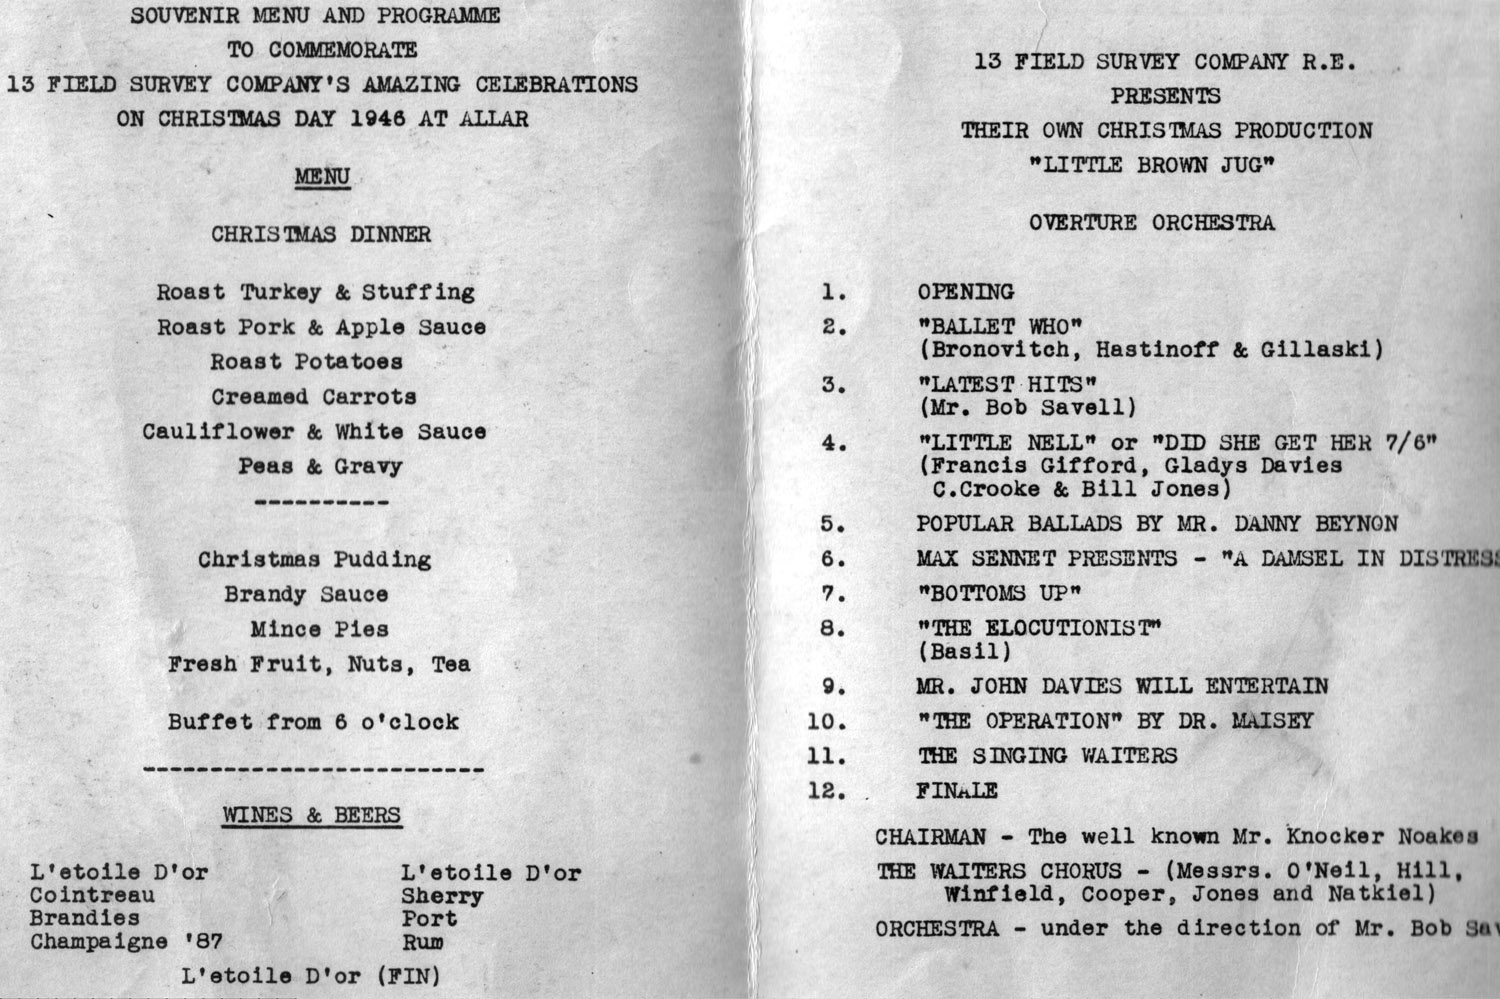 SOUVENIR MENU AND PROGRAMME
TO COMMEMORATE
13 FIELD SURVEY COMPANY'S AMAZING CELEBRATIONS
ON CHRISTMAS DAY 1946 AT ALLAR
MENU
CHRISTMAS DINNER
Roast Turkey & Stuffing
Roast Pork & Apple Sauce
Roast Potatoes
Creamed Carrots
Cauliflower & White Sauce
Peas & Gravy
----------
Christmas Pudding
Brandy Sauce
Mince Pies
Fresh Fruit, Nuts, Tea
Buffet from 6 o'clock
-------------------------
WINES & BEERS
L'etoile D'or L'etoile D'or
Cointreau Sherry
Brandies Port
Champaigne '87 Rum
L'etoile D'or (FIN)
13 FIELD SURVEY COMPANY R.E.
PRESENTS
THEIR OWN CHRISTMAS PRODUCTION
"LITTLE BROWN JUG"
OVERTURE ORCHESTRA
1. OPENING
2. "BALLET WHO"
(Bronovitch, Hastinoff & Gillaski)
3. "LATEST HITS"
(Mr. Bob Savell)
4. "LITTLE NELL" or "DID SHE GET HER 7/6"
(Francis Gifford, Gladys Davies
C.Crooke & Bill Jones)
5. POPULAR BALLADS BY MR. DANNY BEYNON
6. MAX SENNET PRESENTS - "A DAMSEL IN DISTRESS
7. "BOTTOMS UP"
8. "THE ELOCUTIONIST"
(Basil)
9. MR. JOHN DAVIES WILL ENTERTAIN
10. "THE OPERATION" BY DR. MAISEY
11. THE SINGING WAITERS
12. FINALE
CHAIRMAN - The well known Mr. Knocker Noakes
THE WAITERS CHORUS - (Messrs. O'Neil, Hill,
Winfield, Cooper, Jones and Natkiel)
ORCHESTRA - under the direction of Mr. Bob Sav